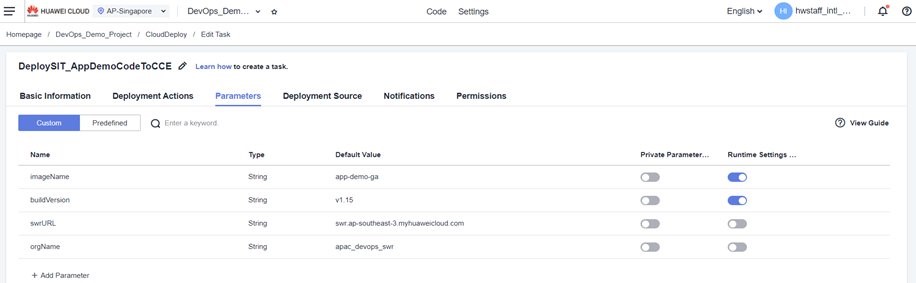 HUAWEI HUAWEI CLOUD AP-Singapore DevOps_Dem... Code Settings English HI hwstaff_intl_...
Homepage / DevOps_Demo_Project / CloudDeploy / Edit Task
DeploySIT_AppDemoCodeToCCE Learn how to create a task.
Basic Information Deployment Actions Parameters Deployment Source Notifications Permissions
Custom Predefined Enter a keyword View Guide
Name Type Default Value Private Parameter... Runtime Settings ...
imageName String app-demo-ga
buildVersion String v1.15
swrURL String swr.ap-southeast-3.myhuaweicloud.com
orgName String apac_devops_swr
+ Add Parameter